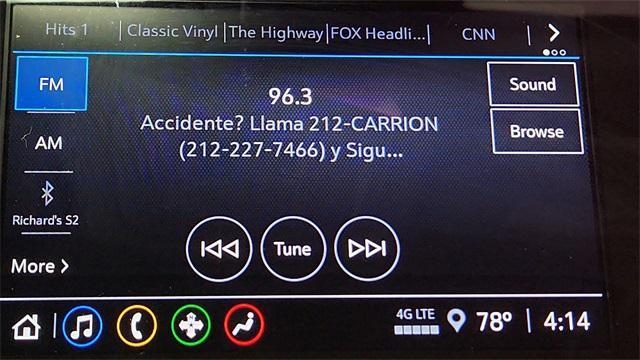 Hits 1 | Classic Vinyl | The Highway | FOX Headli... | CNN
FM
Sound
96.3
Accidente? Llama 212-CARRION
(212-227-7466) y Sigu...
Browse
AM
Richard's S2
Tune
More
4G LTE
78° | 4:14